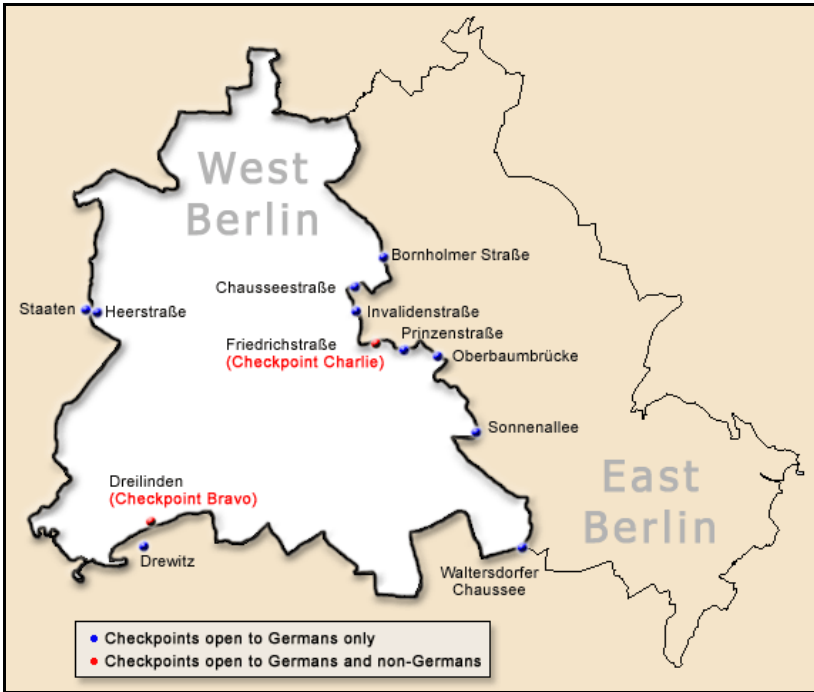 West
Berlin
Bornholmer Straße
Chausseestraße
Staaten
Heerstraße
Invalidenstraße
Prinzenstraße
Friedrichstraße
(Checkpoint Charlie)
Oberbaumbrücke
Sonnenallee
East
Berlin
Dreilinden
(Checkpoint Bravo)
Drewitz
Waltersdorfer
Chaussee
Checkpoints open to Germans only
Checkpoints open to Germans and non-Germans